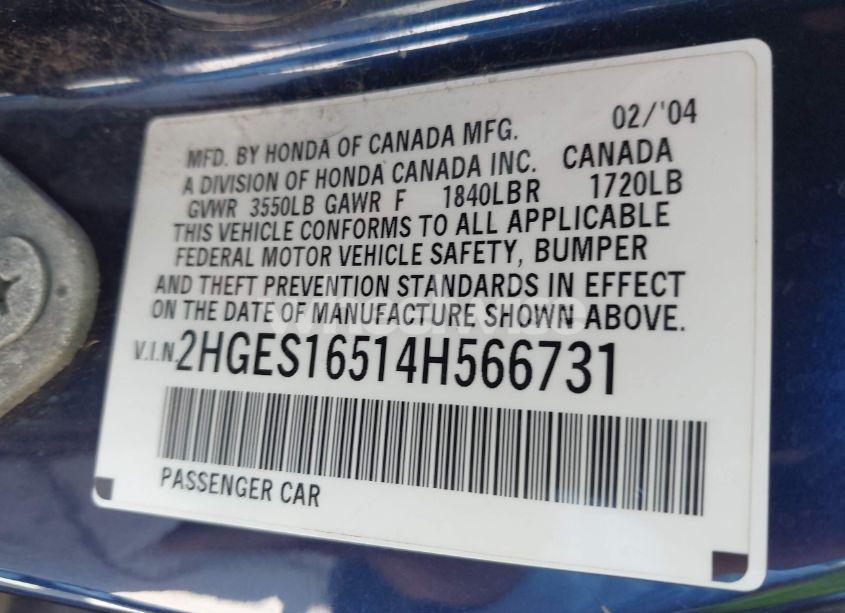 MFD. BY HONDA OF CANADA MFG. 02/'04
A DIVISION OF HONDA CANADA INC. CANADA
GVWR 3550LB GAWR F 1840LBR 1720LB
THIS VEHICLE CONFORMS TO ALL APPLICABLE
FEDERAL MOTOR VEHICLE SAFETY, BUMPER
AND THEFT PREVENTION STANDARDS IN EFFECT
ON THE DATE OF MANUFACTURE SHOWN ABOVE.
V.I.N. 2HGES16514H566731
PASSENGER CAR